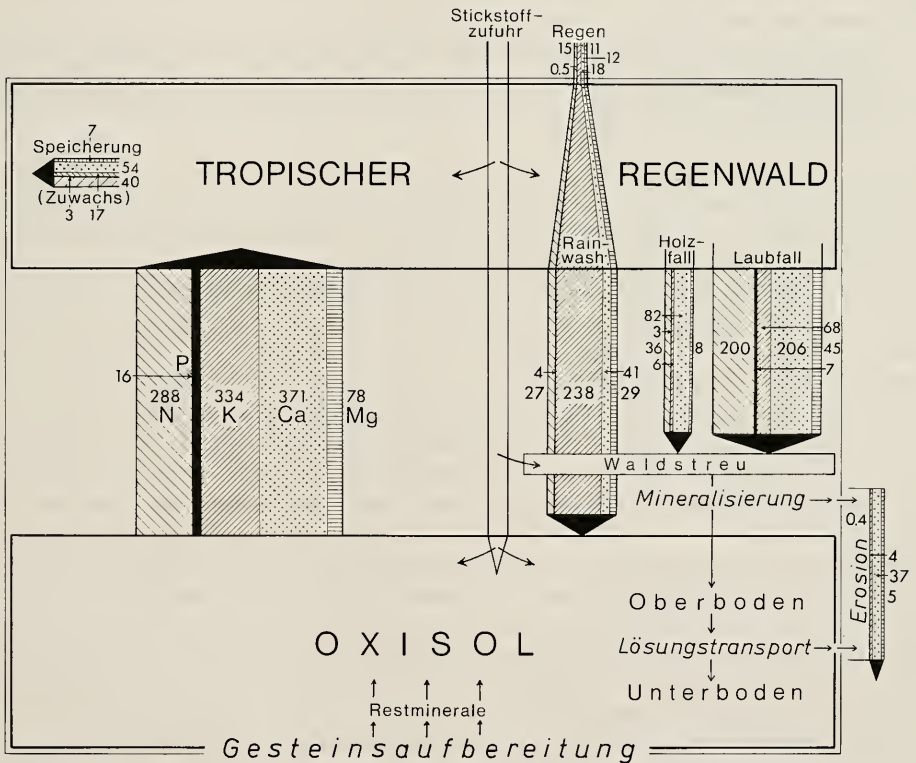 Stickstoff-
zufuhr
Regen
15 11
12
0.5 18
7
Speicherung
54
40
(Zuwachs)
3 17
TROPISCHER REGENWALD
Rain-
wash
Holz-
fall
Laubfall
P
16
288 334 371 78
N K Ca Mg
4
27 238
41
29
82
3
36 8
6
68
200 206 45
7
Waldstreu
Mineralisierung
0,4
Erosion
4
37
5
Oberboden
OXISOL
Lösungstransport
Unterboden
Restminerale
Gesteinsaufbereitung